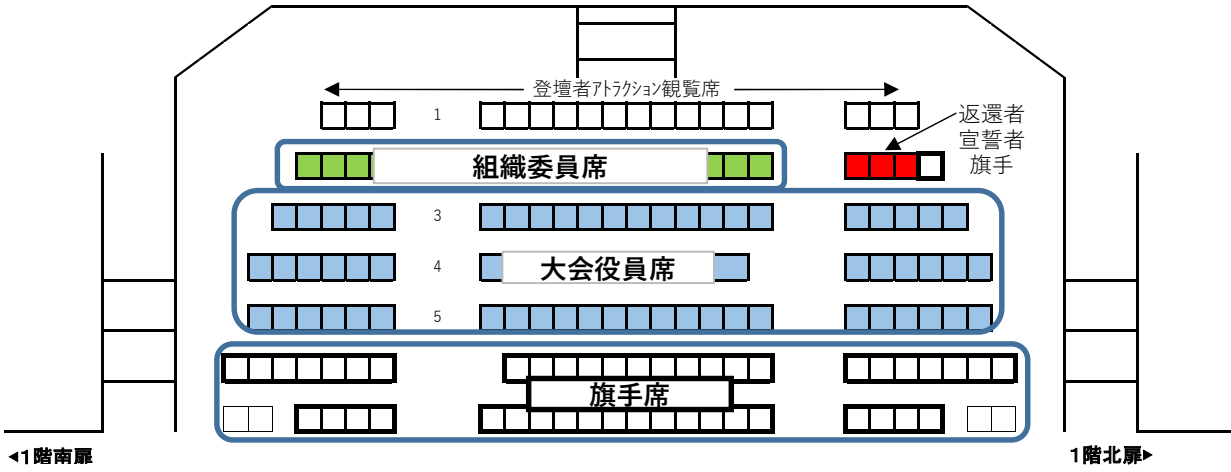 登壇者ｱﾄﾗｸｼｮﾝ観覧席
1
返還者
宣誓者
旗手
組織委員席
3
4
大会役員席
5
旗手席
◂1階南扉
1階北扉▸